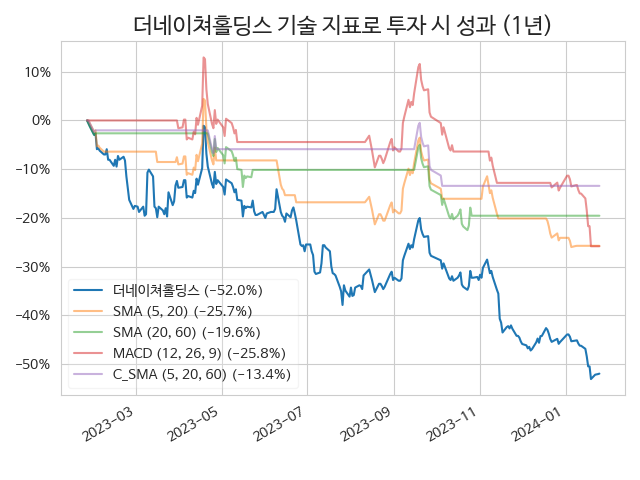 더네이쳐홀딩스 기술 지표로 투자 시 성과 (1년)
10%
0%
−10%
−20%
−30%
−40%
−50%
더네이쳐홀딩스 (−52.0%)
SMA (5, 20) (−25.7%)
SMA (20, 60) (−19.6%)
MACD (12, 26, 9) (−25.8%)
C_SMA (5, 20, 60) (−13.4%)
2023−03
2023−05
2023−07
2023−09
2023−11
2024−01